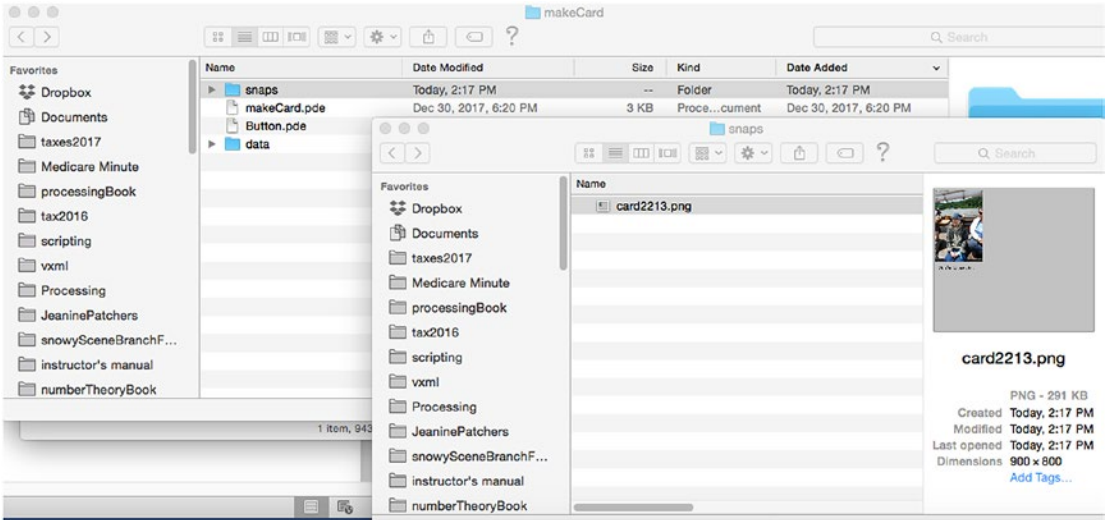 makeCard
Search
Favorites
Dropbox
Documents
taxes2017
Medicare Minute
processingBook
tax2016
scripting
vxml
Processing
JeaninePatchers
snowySceneBranchF...
instructor's manual
numberTheoryBook
Name Date Modified Size Kind Date Added
snaps Today, 2:17 PM -- Folder Today, 2:17 PM
makeCard.pde Dec 30, 2017, 6:20 PM 3 KB Proce...cument Dec 30, 2017, 6:20 PM
Button.pde
data
1 item, 943
snaps
Search
Favorites
Dropbox
Documents
taxes2017
Medicare Minute
processingBook
tax2016
scripting
vxml
Processing
JeaninePatchers
snowySceneBranchF...
instructor's manual
numberTheoryBook
Name
card2213.png
card2213.png
PNG - 291 KB
Created Today, 2:17 PM
Modified Today, 2:17 PM
Last opened Today, 2:17 PM
Dimensions 900 × 800
Add Tags...